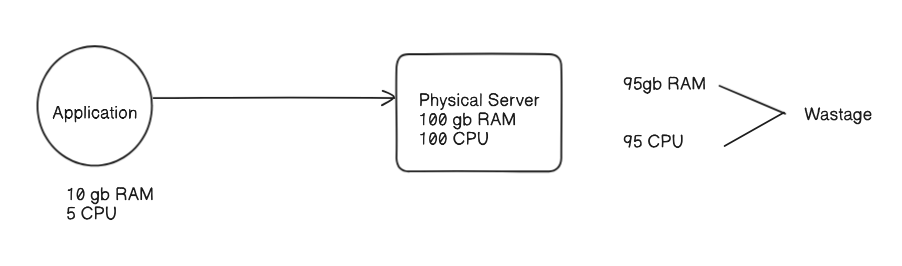 Application
10 gb RAM
5 CPU
Physical Server
100 gb RAM
100 CPU
95gb RAM
95 CPU
Wastage